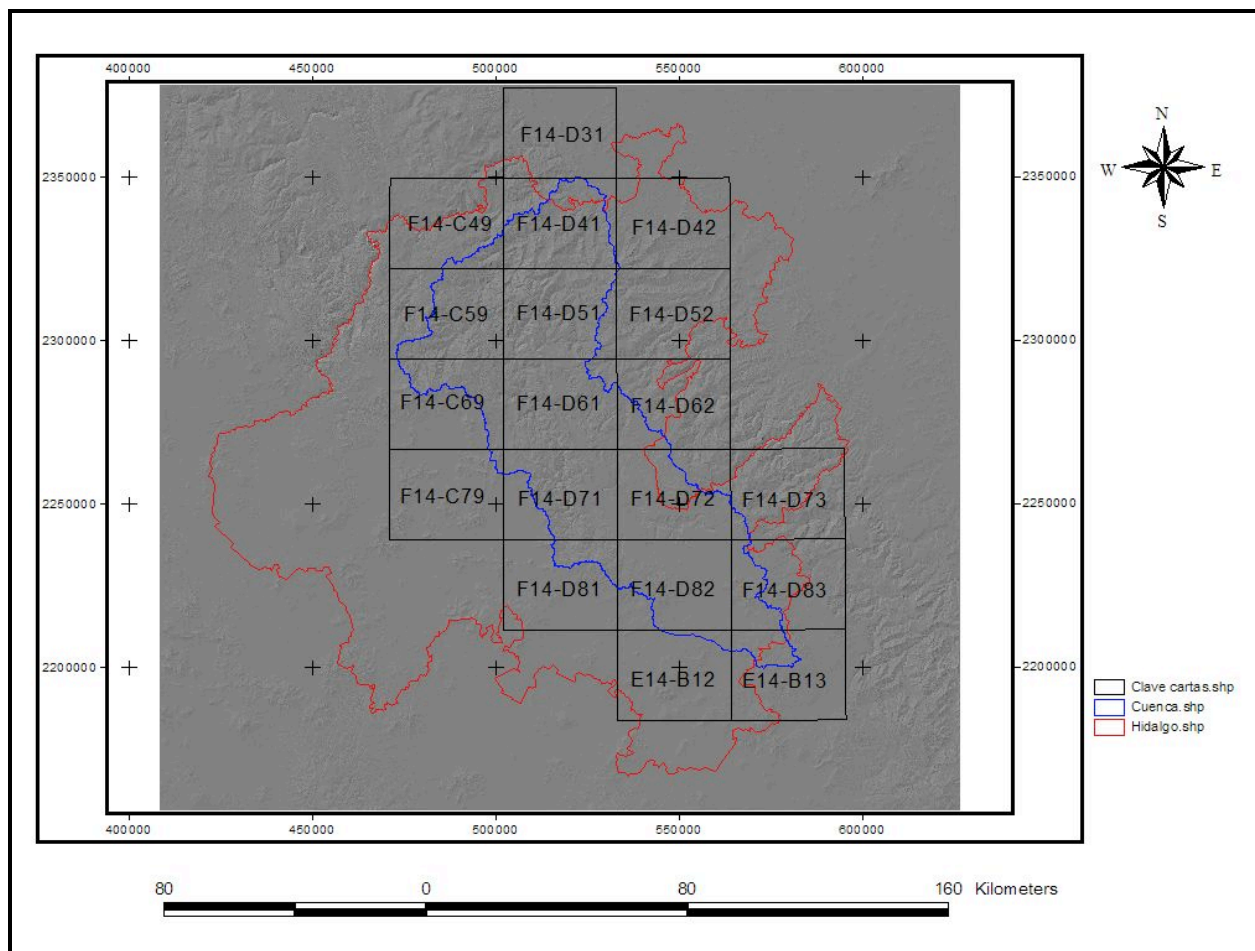 400000 450000 500000 550000 600000
N
W E
S
F14-D31
2350000 2350000
F14-C49 F14-D41 F14-D42
F14-C59 F14-D51 F14-D52
2300000 2300000
F14-C69 F14-D61 F14-D62
F14-C79 F14-D71 F14-D72 F14-D73
2250000 2250000
F14-D81 F14-D82 F14-D83
2200000 2200000
E14-B12 E14-B13
Clave cartas.shp
Cuenca.shp
Hidalgo.shp
400000 450000 500000 550000 600000
80 0 80 160 Kilometers